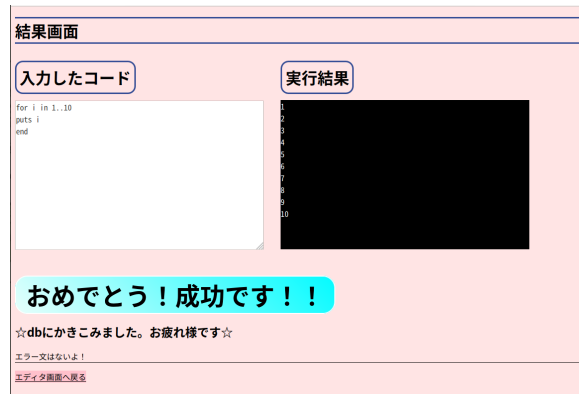 結果画面
入力したコード
実行結果
for i in 1..10
puts i
end
1
2
3
4
5
6
7
8
9
10
おめでとう！成功です！！
☆dbにかきこみました。お疲れ様です☆
エラー文はないよ！
エディタ画面へ戻る